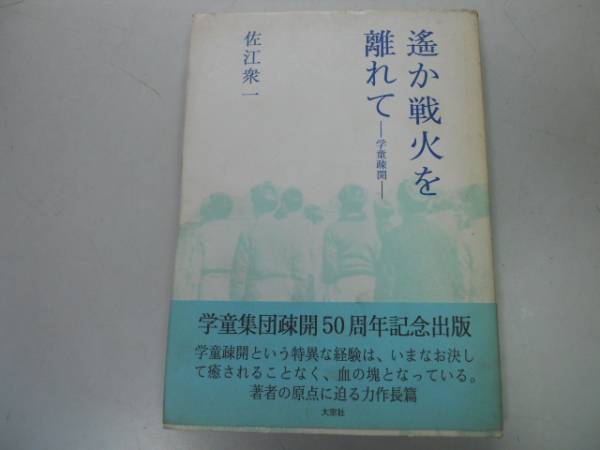 遙か戦火を
離れて
―学童疎開―
佐江衆一
学童集団疎開50周年記念出版
学童疎開という特異な経験は、いまなお決し
て癒されることなく、血の塊となっている。
著者の原点に迫る力作長篇
大宗社